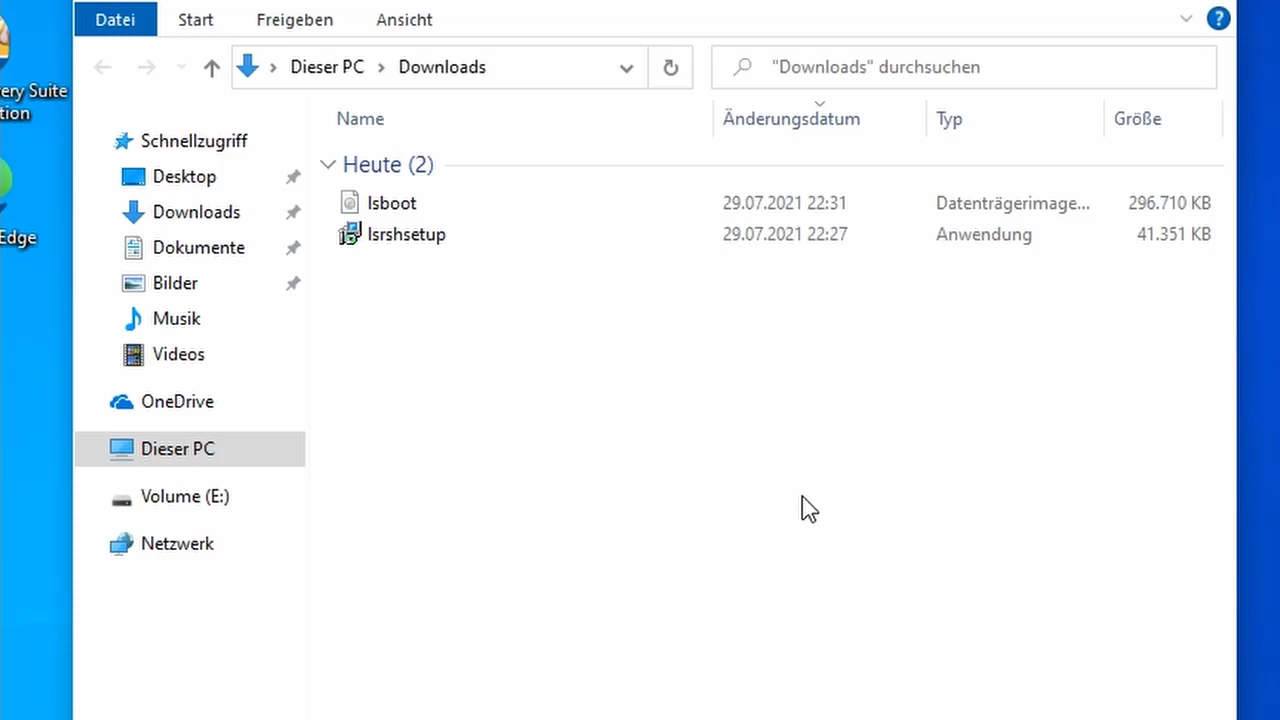 Datei Start Freigeben Ansicht
Dieser PC Downloads "Downloads" durchsuchen
ery Suite
tion
Edge
Schnellzugriff
Desktop
Downloads
Dokumente
Bilder
Musik
Videos
OneDrive
Dieser PC
Volume (E:)
Netzwerk
Name Änderungsdatum Typ Größe
Heute (2)
lsboot 29.07.2021 22:31 Datenträgerimage... 296.710 KB
lsrshsetup 29.07.2021 22:27 Anwendung 41.351 KB